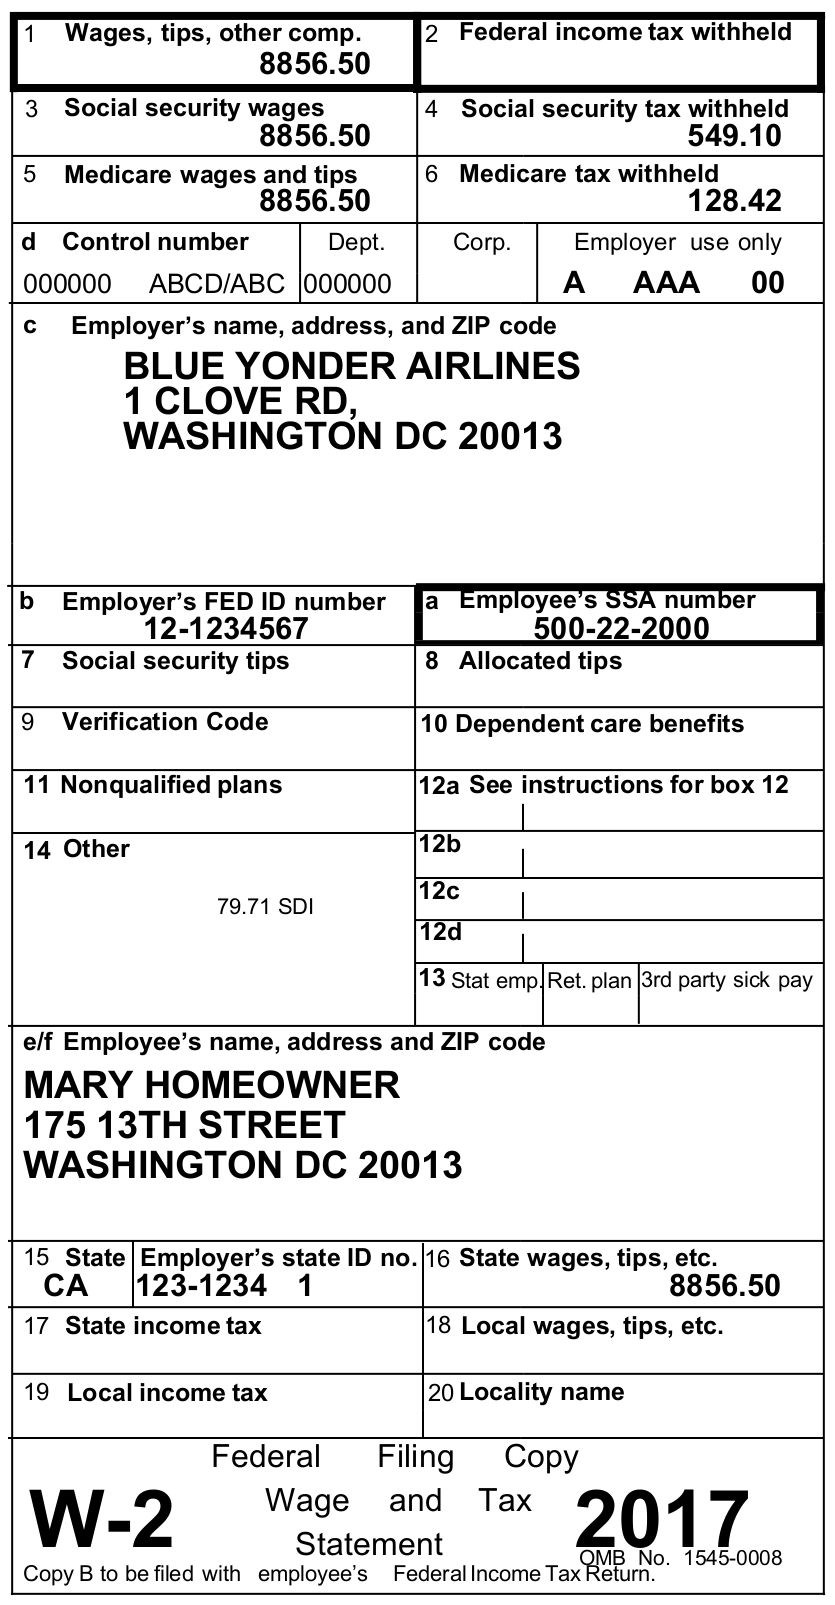 1 Wages, tips, other comp.
8856.50
2 Federal income tax withheld
3 Social security wages
8856.50
4 Social security tax withheld
549.10
5 Medicare wages and tips
8856.50
6 Medicare tax withheld
128.42
d Control number
Dept.
Corp.
Employer use only
000000 ABCD/ABC
000000
A AAA 00
c Employer's name, address, and ZIP code
BLUE YONDER AIRLINES
1 CLOVE RD,
WASHINGTON DC 20013
b Employer's FED ID number
12-1234567
a Employee's SSA number
500-22-2000
7 Social security tips
8 Allocated tips
9 Verification Code
10 Dependent care benefits
11 Nonqualified plans
12a See instructions for box 12
14 Other
79.71 SDI
12b
12c
12d
13 Stat emp. Ret. plan 3rd party sick pay
e/f Employee's name, address and ZIP code
MARY HOMEOWNER
175 13TH STREET
WASHINGTON DC 20013
15 State
CA
Employer's state ID no.
123-1234 1
16 State wages, tips, etc.
8856.50
17 State income tax
18 Local wages, tips, etc.
19 Local income tax
20 Locality name
Federal Filing Copy
W-2
Wage and Tax
Statement
2017
OMB No. 1545-0008
Copy B to be filed with employee's Federal Income Tax Return.